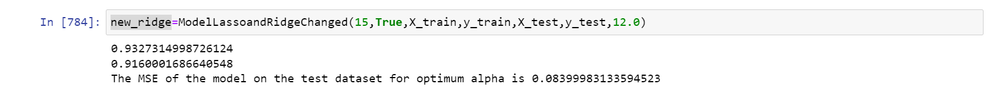 In [784]: new_ridge=ModelLassoandRidgeChanged(15,True,X_train,y_train,X_test,y_test,12.0)
0.9327314998726124
0.9160001686640548
The MSE of the model on the test dataset for optimum alpha is 0.08399983133594523